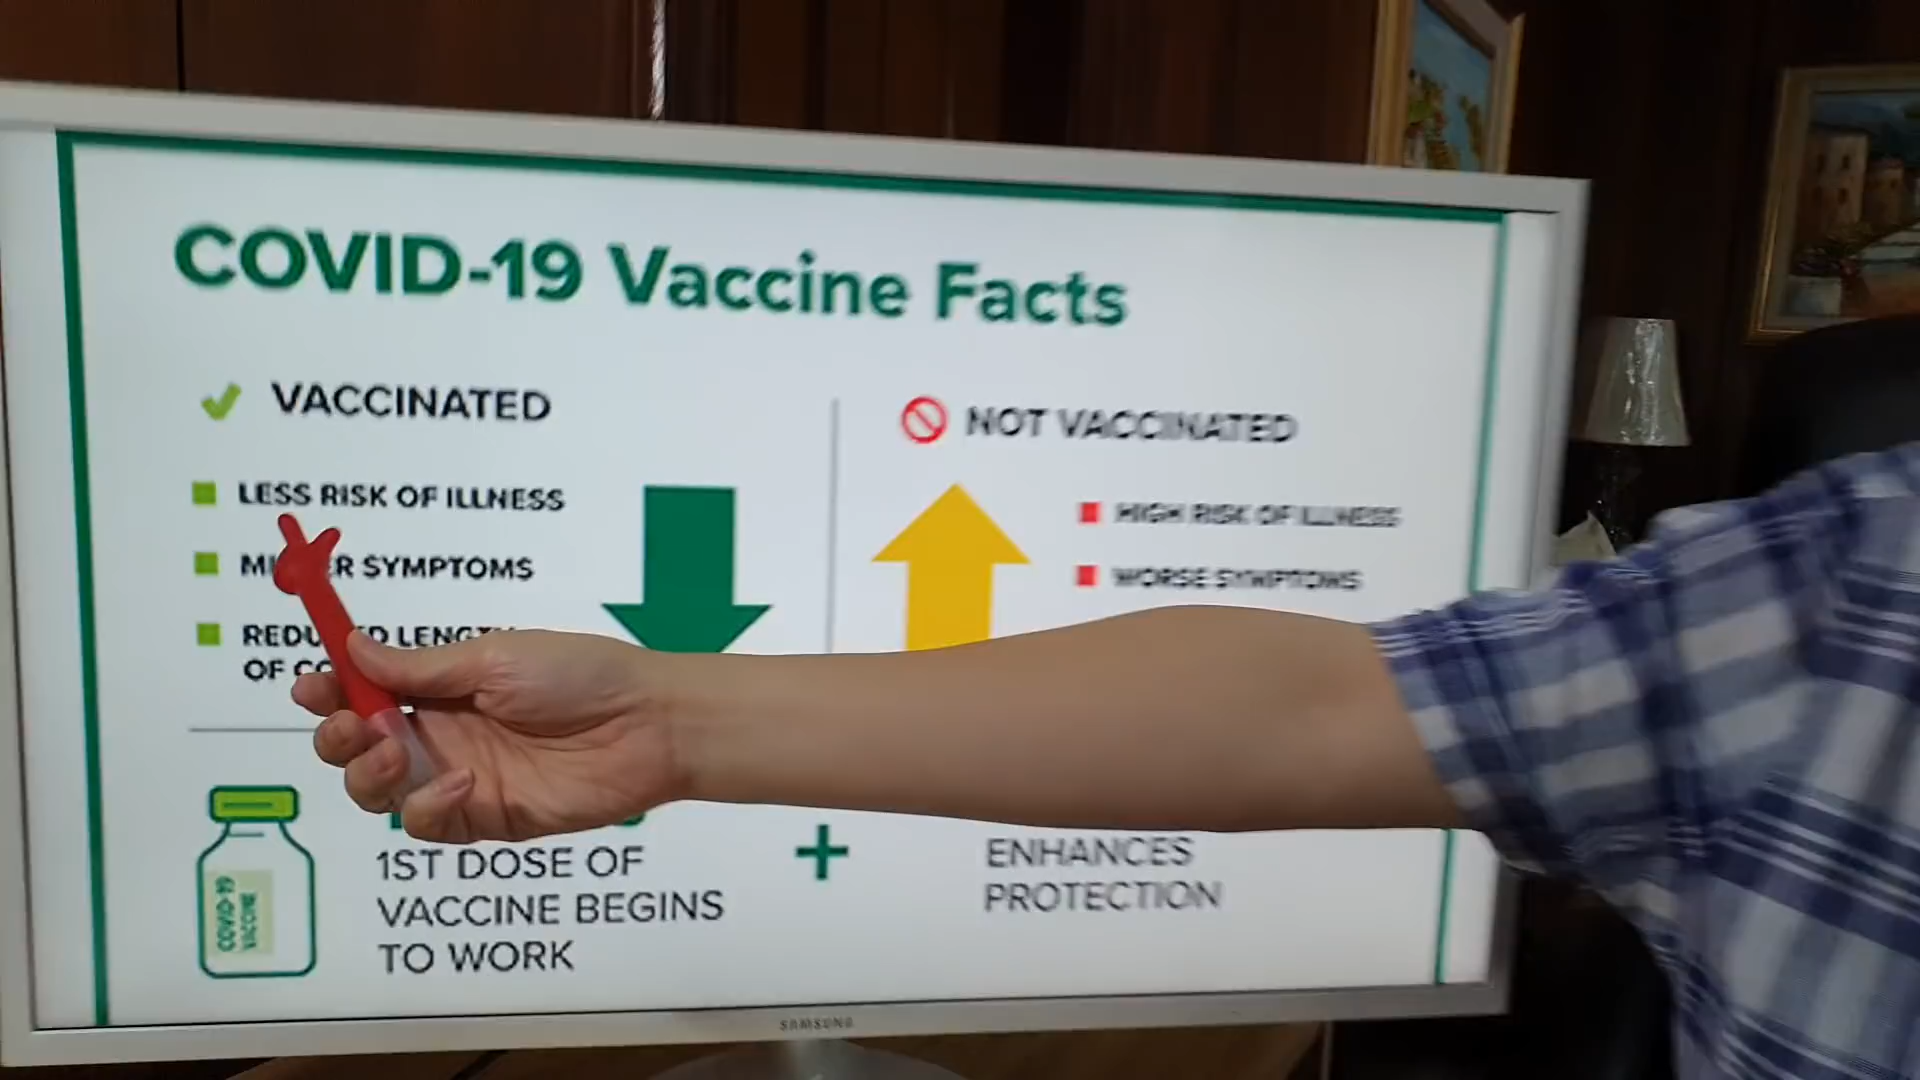 COVID-19 Vaccine Facts
VACCINATED
NOT VACCINATED
LESS RISK OF ILLNESS
HIGH RISK OF ILLNESS
SYMPTOMS
WORSE SYMPTOMS
OF
1ST DOSE OF
VACCINE BEGINS
TO WORK
+
ENHANCES
PROTECTION
COVID-19
VACCINE
SAMSUNG